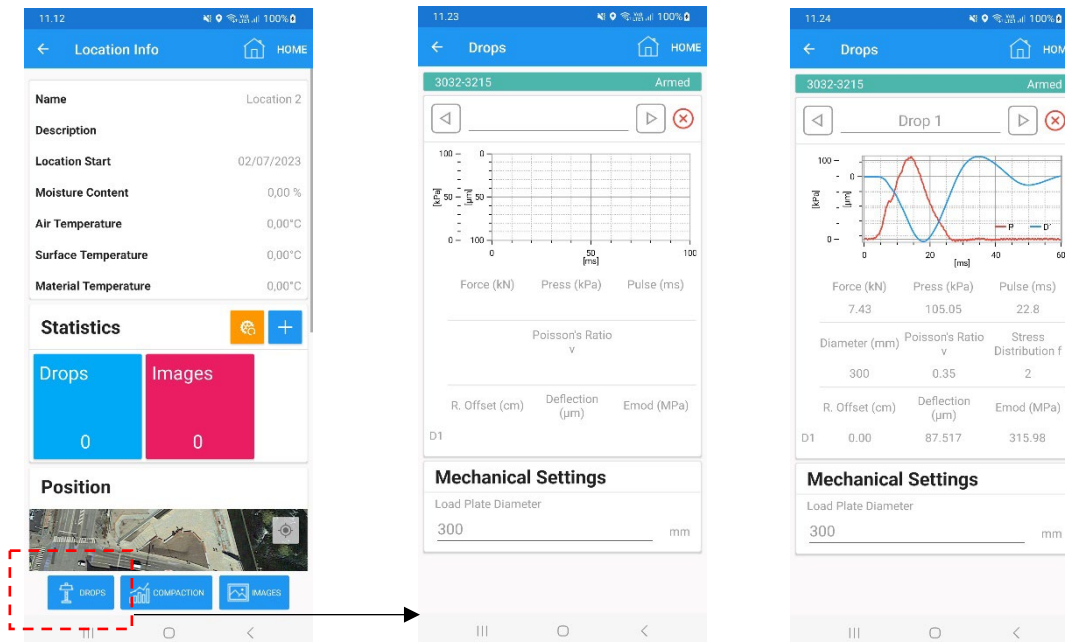 11.12
100%
Location Info
HOME
Name Location 2
Description
Location Start 02/07/2023
Moisture Content 0,00 %
Air Temperature 0,00°C
Surface Temperature 0,00°C
Material Temperature 0,00°C
Statistics
Drops
0
Images
0
Position
DROPS
COMPACTION
IMAGES
11.23
100%
Drops
HOME
3032-3215 Armed
100
50
0
[kPa]
0
50
100
[µm]
0 50 100
[ms]
Force (kN) Press (kPa) Pulse (ms)
Poisson's Ratio
v
R. Offset (cm) Deflection (µm) Emod (MPa)
D1
Mechanical Settings
Load Plate Diameter
300 mm
11.24
100%
Drops
HOM
3032-3215 Armed
Drop 1
100
0
[kPa]
0
[µm]
P D'
0 20 40 60
[ms]
Force (kN) Press (kPa) Pulse (ms)
7.43 105.05 22.8
Diameter (mm) Poisson's Ratio v Stress Distribution f
300 0.35 2
R. Offset (cm) Deflection (µm) Emod (MPa)
D1 0.00 87.517 315.98
Mechanical Settings
Load Plate Diameter
300 mm